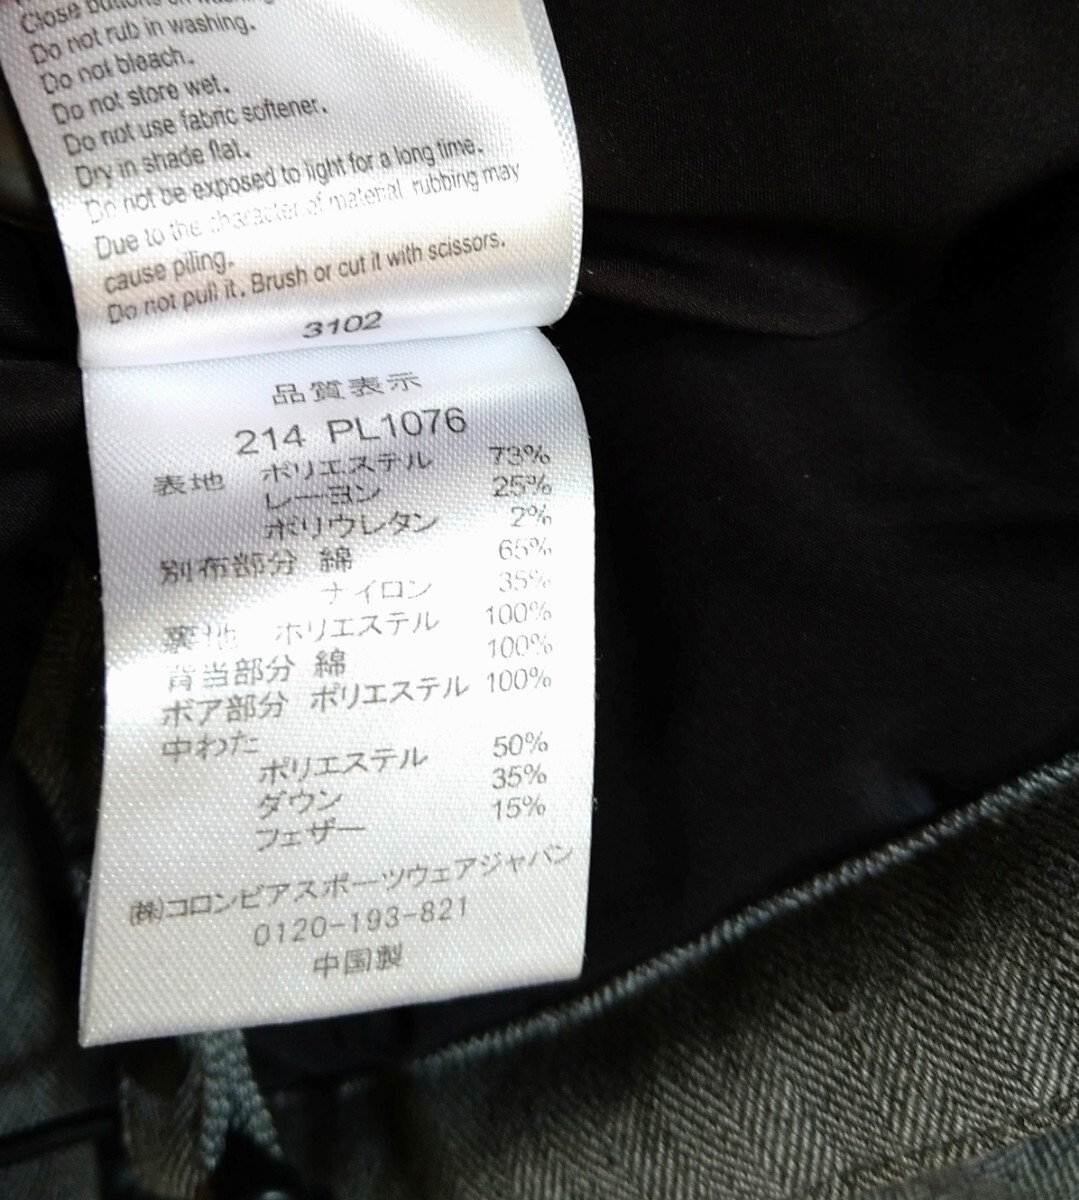 Close buttons on washing
Do not rub in washing.
Do not bleach.
Do not store wet.
Do not use fabric softener.
Dry in shade flat.
Do not be exposed to light for a long time.
Due to the character of material rubbing may
cause piling.
Do not pull it. Brush or cut it with scissors.
3102
品質表示
214 PL1076
表地 ポリエステル 73%
レーヨン 25%
ポリウレタン 2%
別布部分 綿 65%
ナイロン 35%
裏地 ポリエステル 100%
背当部分 綿 100%
ボア部分 ポリエステル 100%
中わた
ポリエステル 50%
ダウン 35%
フェザー 15%
㈱コロンビアスポーツウェアジャパン
0120-193-821
中国製